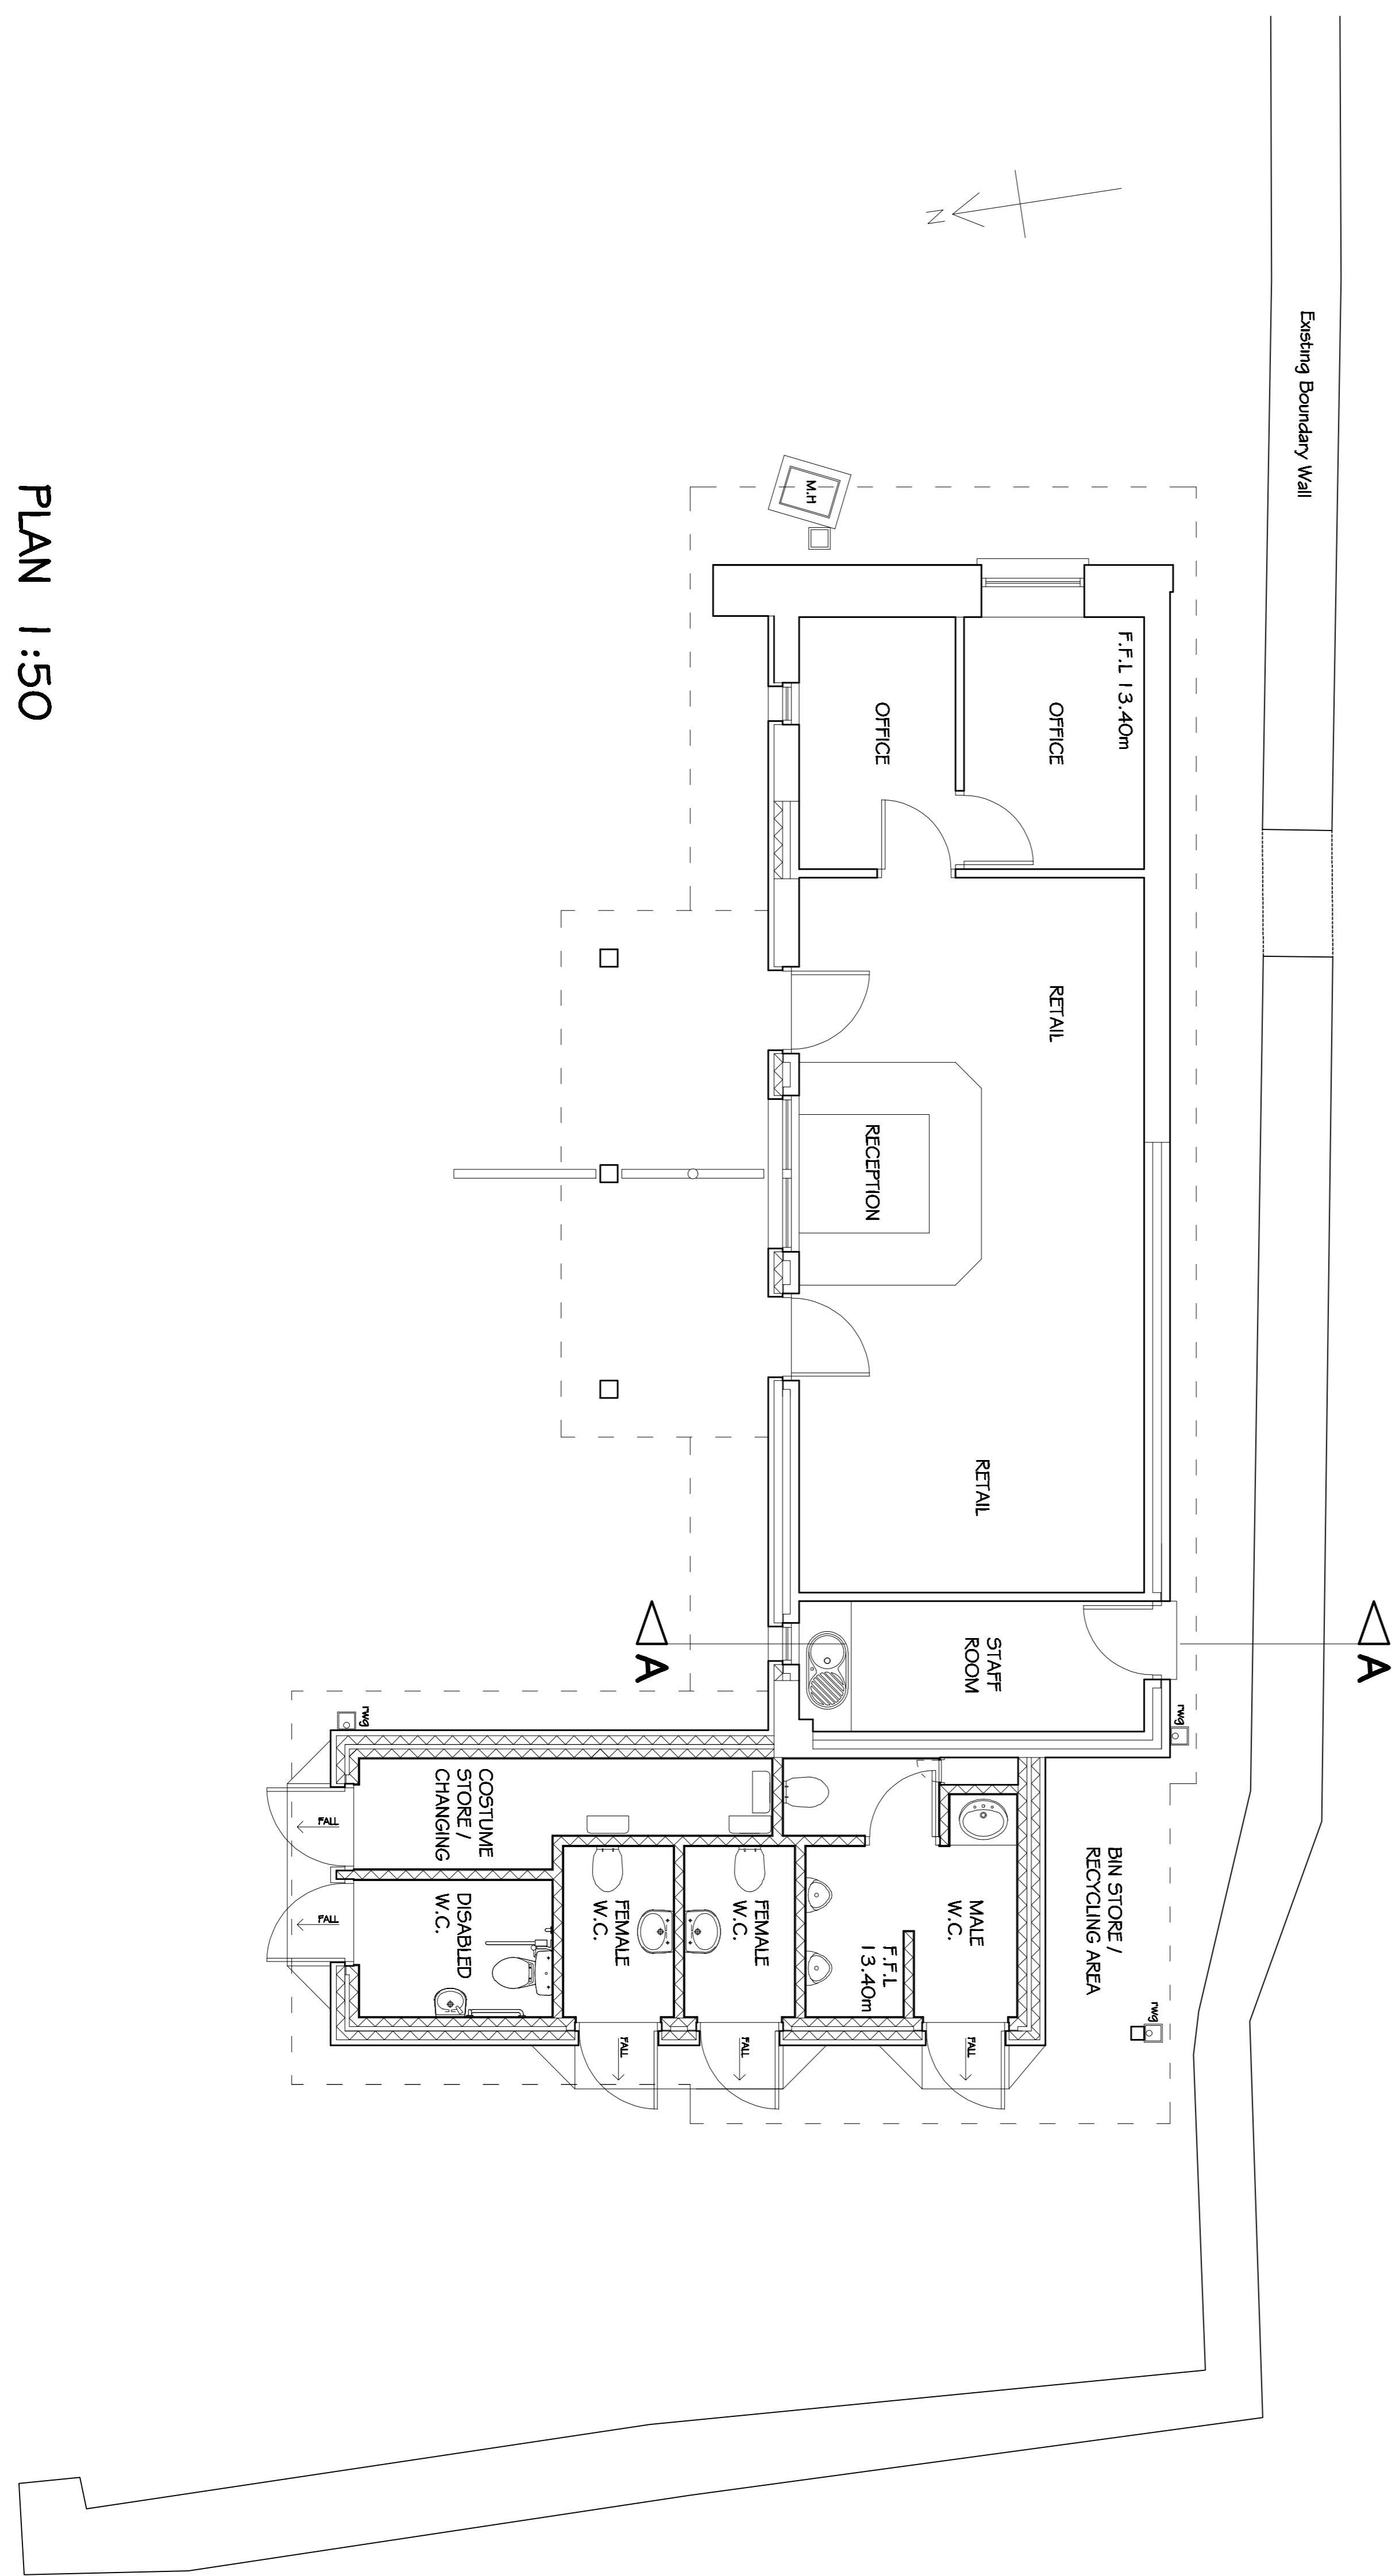 Existing Boundary Wall
N
M.H
F.F.L 13.40m
OFFICE
OFFICE
RETAIL
RECEPTION
RETAIL
STAFF
ROOM
A
A
rwg
rwg
rwg
BIN STORE /
RECYCLING AREA
MALE
W.C.
F.F.L
13.40m
FEMALE
W.C.
FEMALE
W.C.
COSTUME
STORE /
CHANGING
DISABLED
W.C.
FALL
FALL
FALL
FALL
FALL
PLAN 1:50